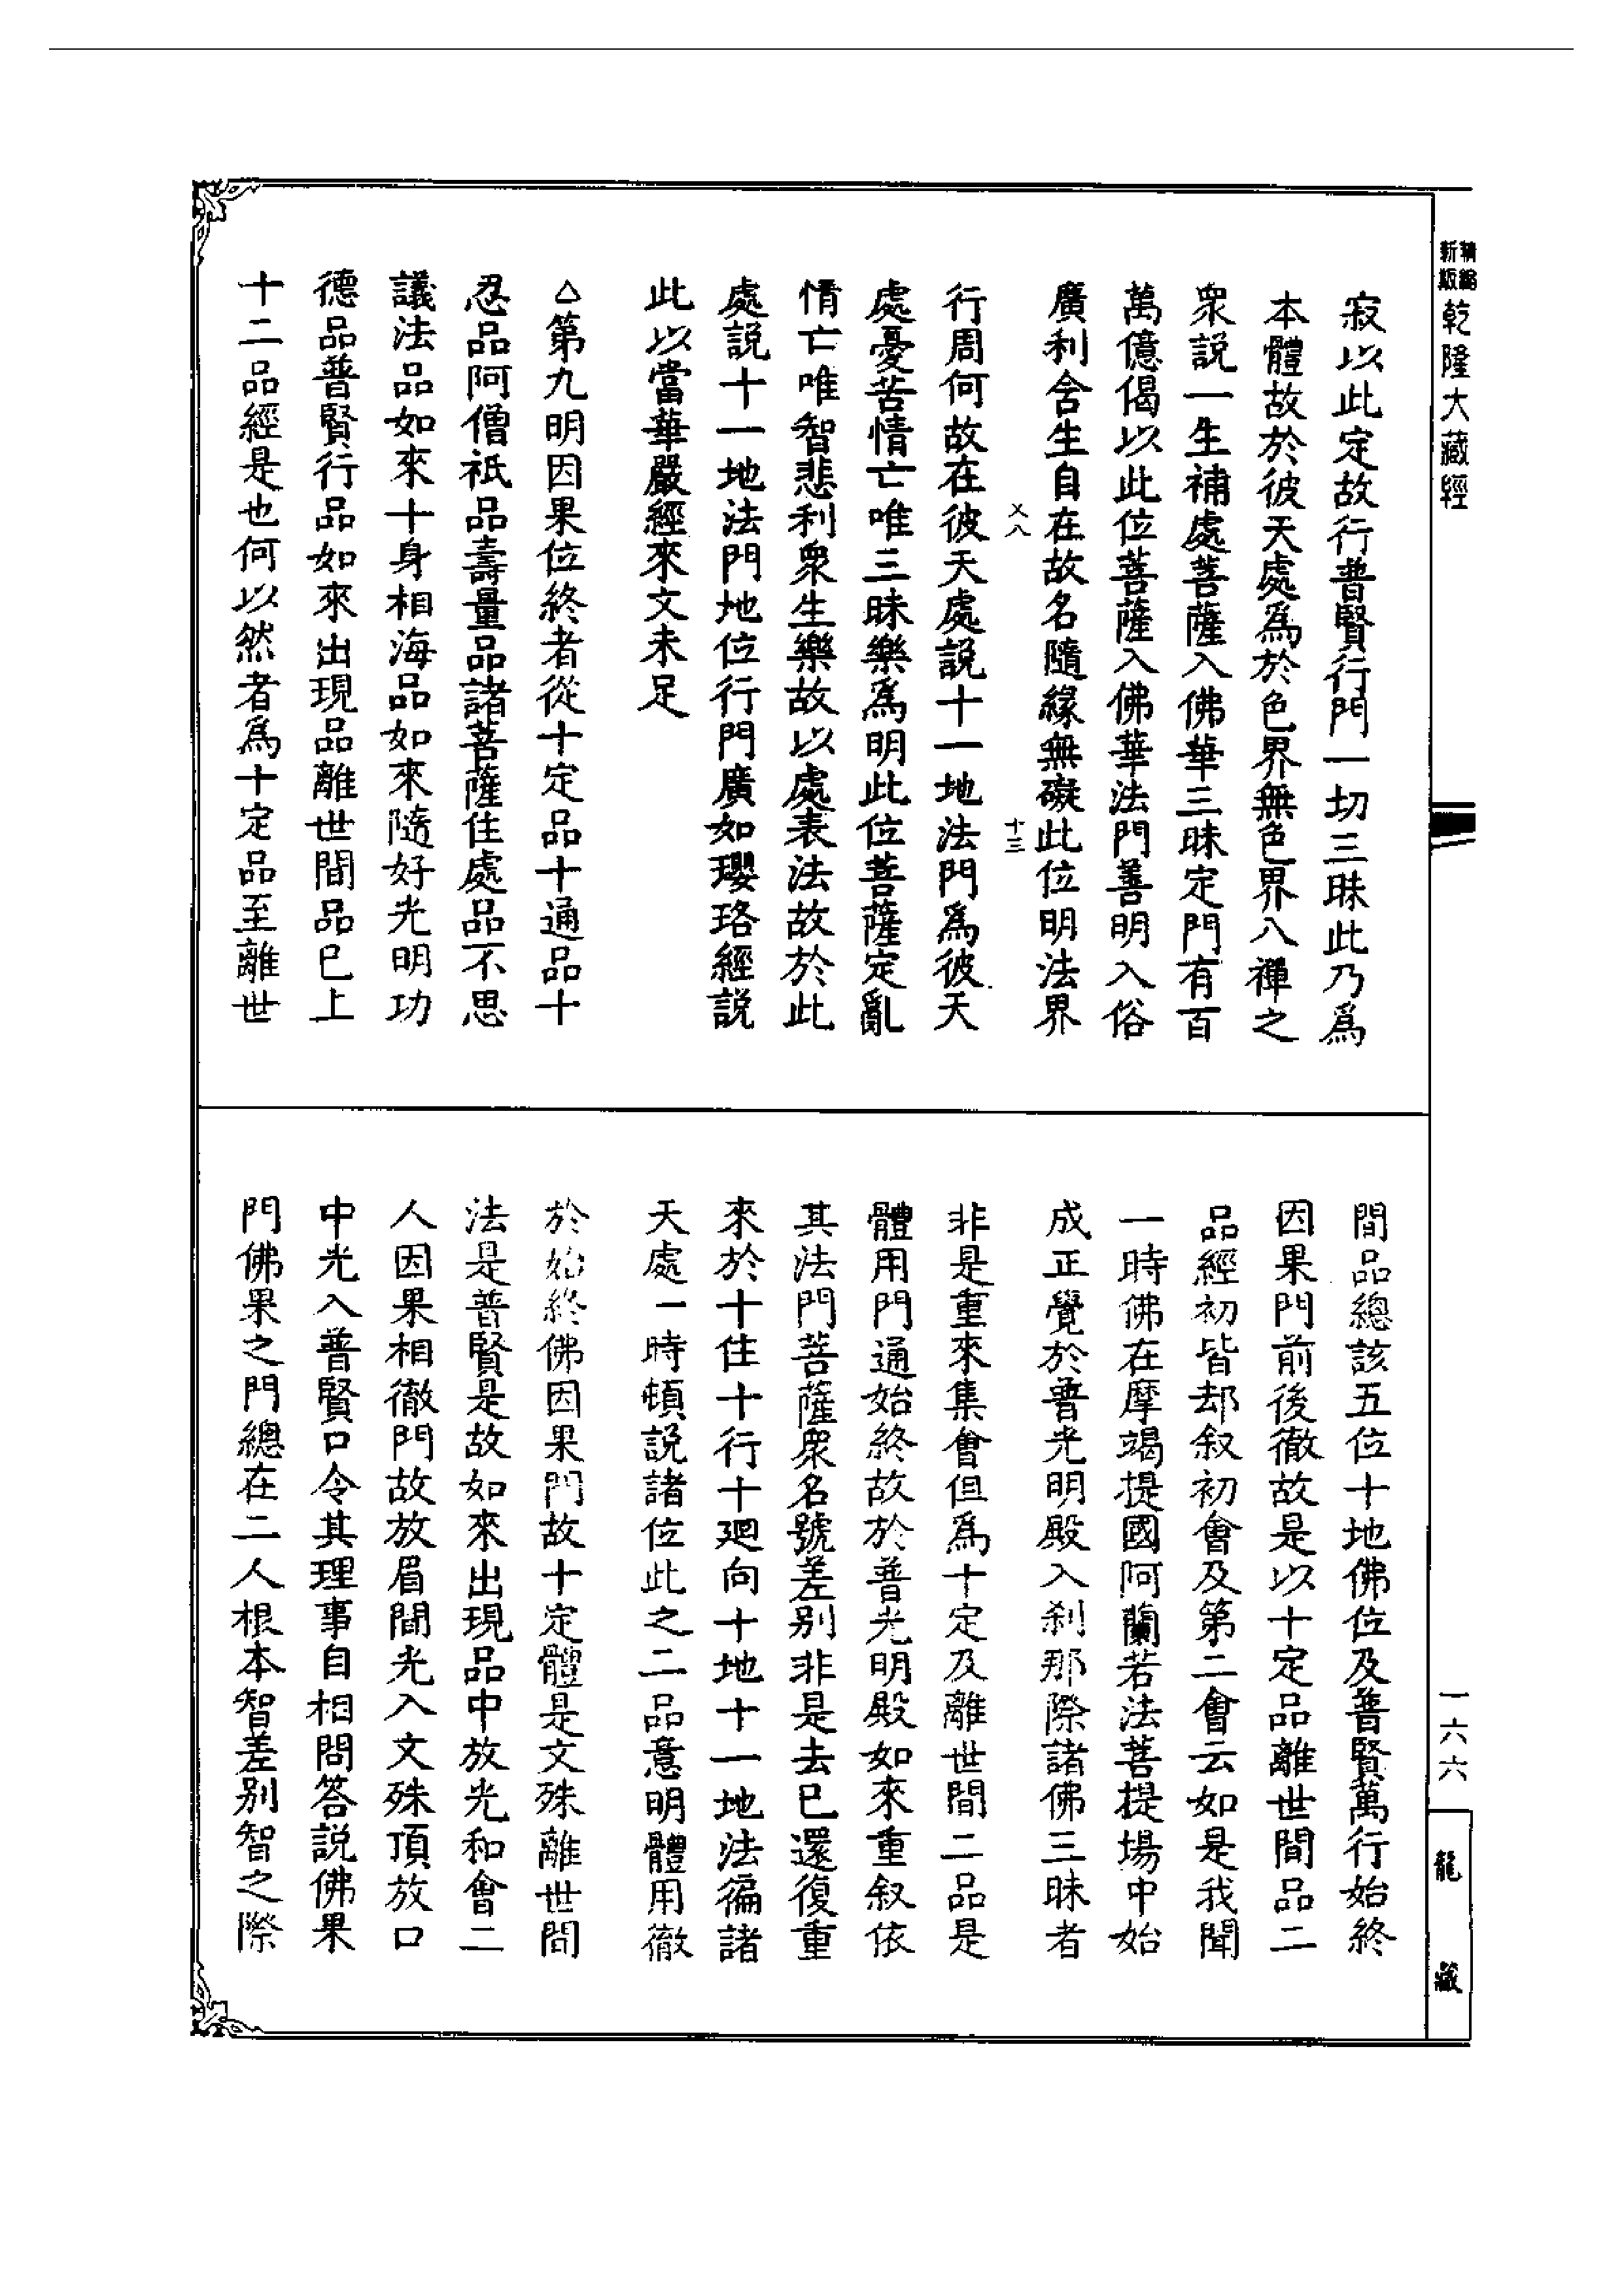 新編
精版
乾隆大藏經
寂以此定故行普賢行門一切三昧此乃爲
本體故於彼天處爲於色界無色界八禪之
衆説一生補處菩薩入佛華三昧定門有百
萬億偈以此位菩薩入佛華法門善明入俗
廣利含生自在故名隨緣無礙此位明法界
行周何故在彼天處説十一地法門爲彼天
處憂苦情亡唯三昧樂爲明此位菩薩定亂
情亡唯智悲利衆生樂故以處表法故於此
處説十一地法門地位行門廣如瓔珞經説
此以當華嚴經來文未足
△第九明因果位終者從十定品十通品十
忍品阿僧祇品壽量品諸菩薩住處品不思
議法品如來十身相海品如來隨好光明功
德品普賢行品如來出現品離世間品已上
十二品經是也何以然者爲十定品至離世
十三
間品總該五位十地佛位及普賢萬行始終
因果門前後徹故是以十定品離世間品二
品經初皆却叙初會及第二會云如是我聞
一時佛在摩竭提國阿蘭若法菩提場中始
成正覺於普光明殿入刹那際諸佛三昧者
非是重來集會但爲十定及離世間二品是
體用門通始終故於普光明殿如來重叙依
其法門菩薩衆名號差别非是去已還復重
來於十住十行十廻向十地十一地法徧諸
天處一時頓説諸位此之二品意明體用徹
於始終佛因果門故十定體是文殊離世間
法是普賢是故如來出現品中放光和會二
人因果相徹門故放眉間光入文殊頂放口
中光入普賢口令其理事自相問答説佛果
門佛果之門總在二人根本智差别智之際
一六六
龍藏